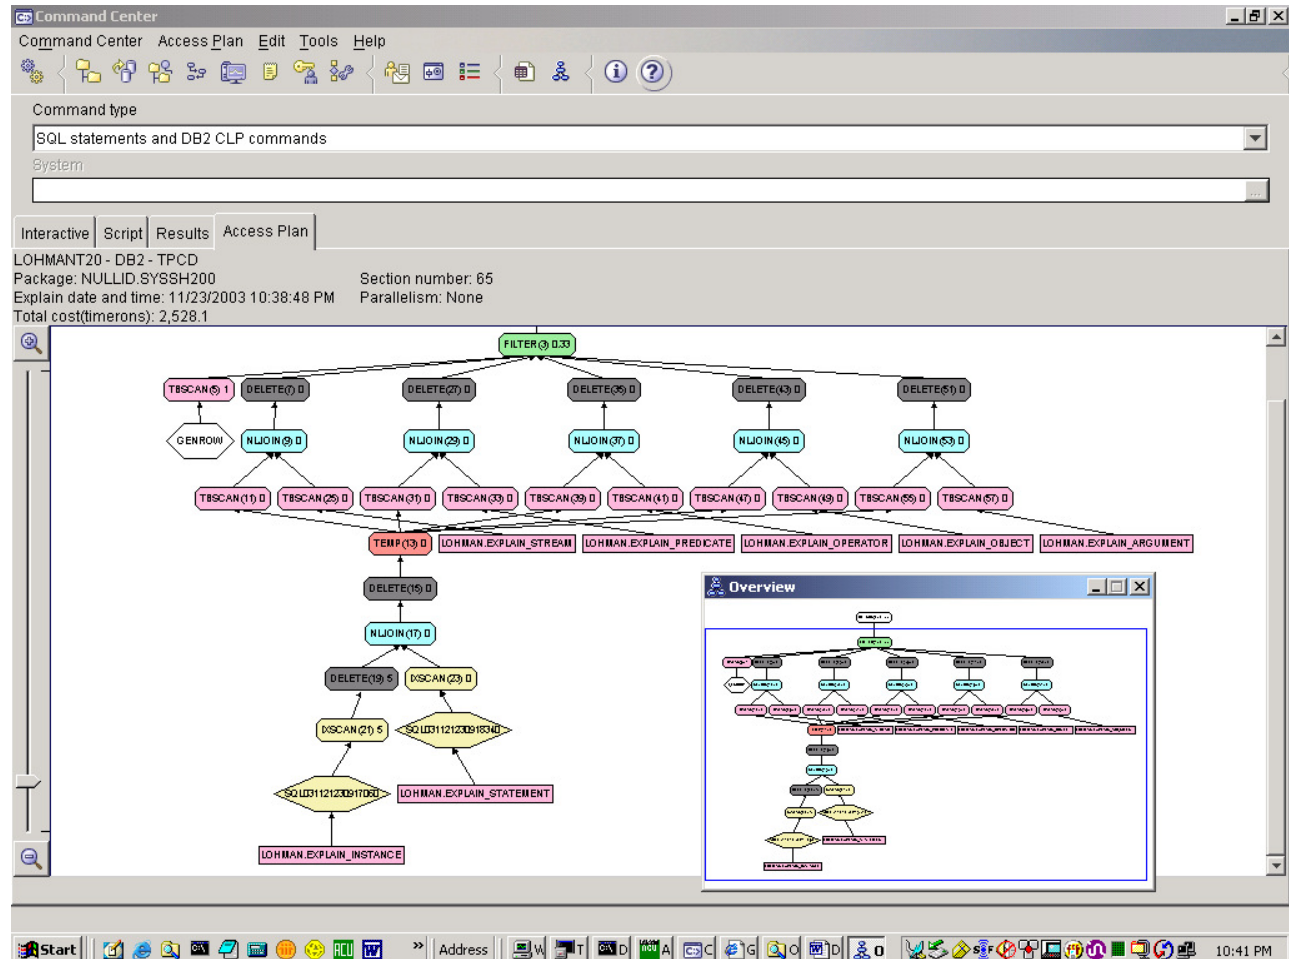 Command Center
Command Center Access Plan Edit Tools Help
Command type
SQL statements and DB2 CLP commands
System
...
Interactive Script Results Access Plan
LOHMANT20 - DB2 - TPCD
Package: NULLID.SYSSH200 Section number: 65
Explain date and time: 11/23/2003 10:38:48 PM Parallelism: None
Total cost(timerons): 2,528.1
FILTER(3) 0.33
TBSCAN(5) 1 DELETE(7) 0 DELETE(27) 0 DELETE(35) 0 DELETE(43) 0 DELETE(51) 0
GENROW NLJOIN(9) 0 NLJOIN(29) 0 NLJOIN(37) 0 NLJOIN(45) 0 NLJOIN(53) 0
TBSCAN(11) 0 TBSCAN(25) 0 TBSCAN(31) 0 TBSCAN(33) 0 TBSCAN(39) 0 TBSCAN(41) 0 TBSCAN(47) 0 TBSCAN(49) 0 TBSCAN(55) 0 TBSCAN(57) 0
TEMP(13) 0 LOHMAN.EXPLAIN_STREAM LOHMAN.EXPLAIN_PREDICATE LOHMAN.EXPLAIN_OPERATOR LOHMAN.EXPLAIN_OBJECT LOHMAN.EXPLAIN_ARGUMENT
Overview
DELETE(15) 0
NLJOIN(17) 0
DELETE(19) 5 IXSCAN(23) 0
IXSCAN(21) 5 SQL031121230918340
SQL031121230917060 LOHMAN.EXPLAIN_STATEMENT
LOHMAN.EXPLAIN_INSTANCE
Start ACU W » Address W T D A C G O D O 10:41 PM